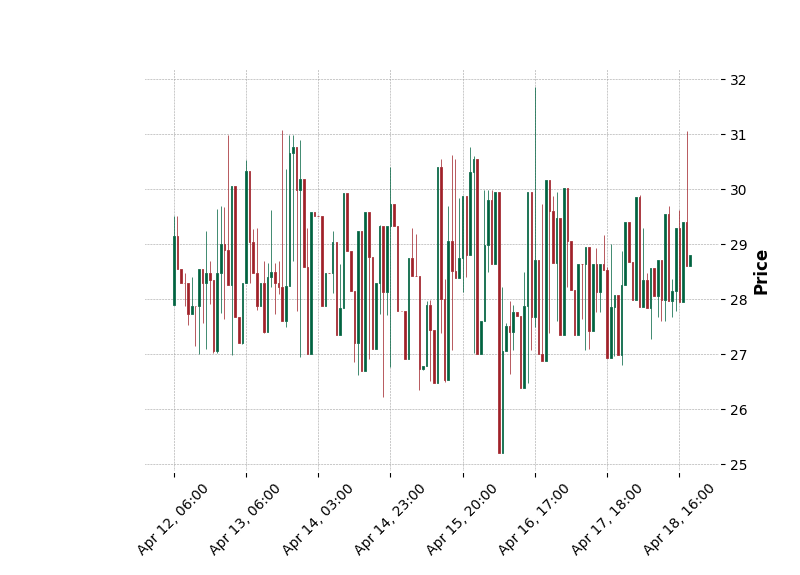 32
31
30
29
28
27
26
25
Price
Apr 12, 06:00
Apr 13, 06:00
Apr 14, 03:00
Apr 14, 23:00
Apr 15, 20:00
Apr 16, 17:00
Apr 17, 18:00
Apr 18, 16:00